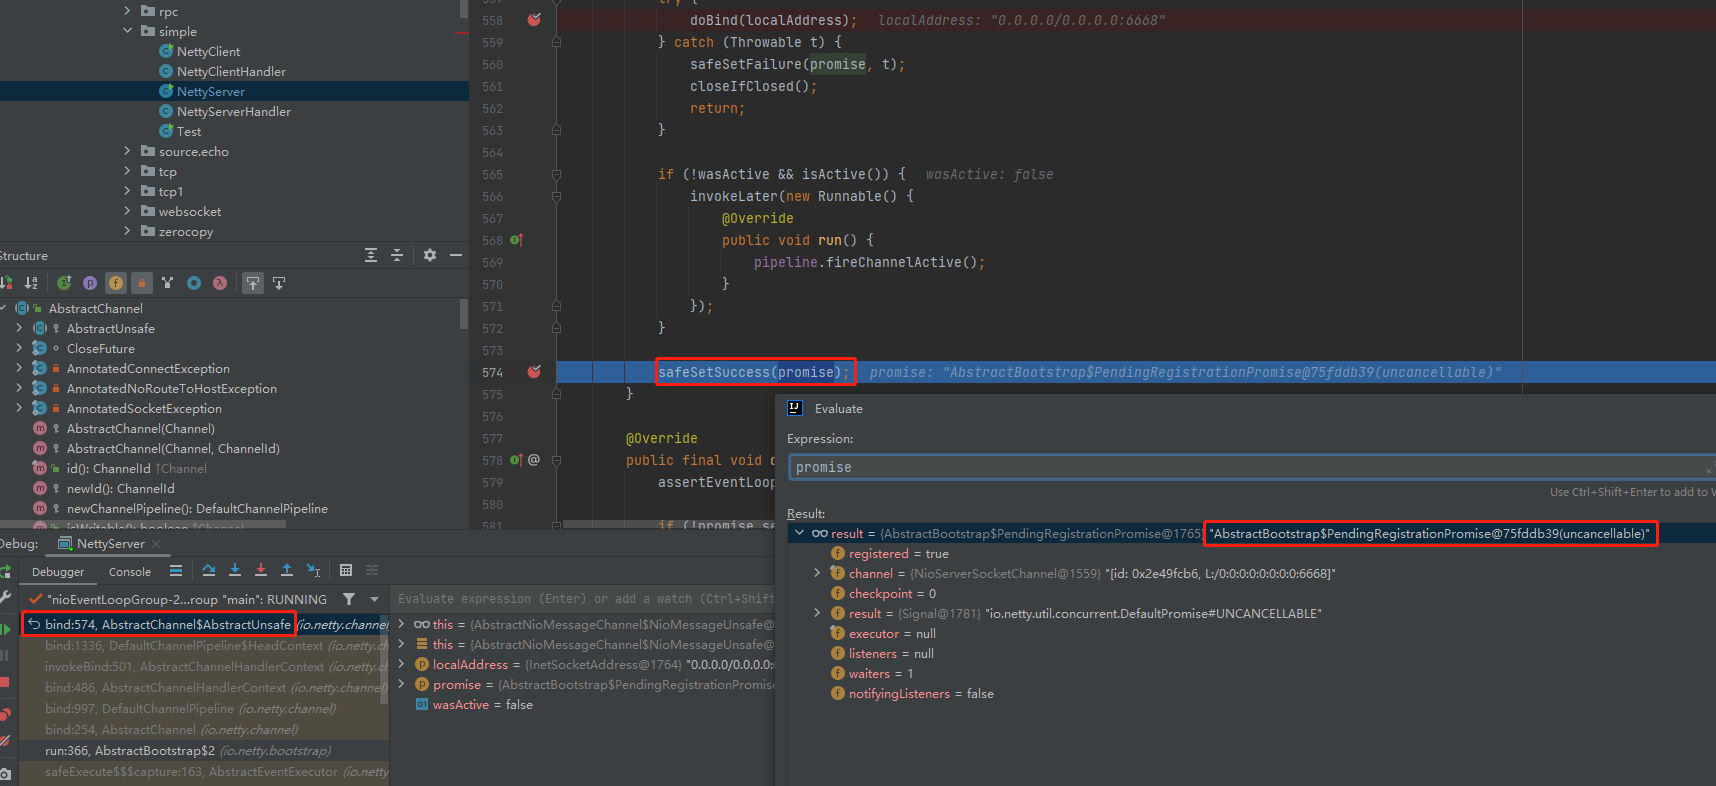 rpc
simple
NettyClient
NettyClientHandler
NettyServer
NettyServerHandler
Test
source.echo
tcp
tcp1
websocket
zerocopy
Structure
AbstractChannel
AbstractUnsafe
CloseFuture
AnnotatedConnectException
AnnotatedNoRouteToHostException
AnnotatedSocketException
AbstractChannel(Channel)
AbstractChannel(Channel, ChannelId)
id(): ChannelId ↑Channel
newId(): ChannelId
newChannelPipeline(): DefaultChannelPipeline
isWritable(): boolean ↑Channel
try {
558 doBind(localAddress); localAddress: "0.0.0.0/0.0.0.0:6668"
559 } catch (Throwable t) {
560 safeSetFailure(promise, t);
561 closeIfClosed();
562 return;
563 }
564
565 if (!wasActive && isActive()) { wasActive: false
566 invokeLater(new Runnable() {
567 @Override
568 public void run() {
569 pipeline.fireChannelActive();
570 }
571 });
572 }
573
574 safeSetSuccess(promise); promise: "AbstractBootstrap$PendingRegistrationPromise@75fddb39(uncancellable)"
575 }
576
577 @Override
578 @ public final void
579 assertEventLoop
580
581 if (!promise.se
Evaluate
Expression:
promise
Use Ctrl+Shift+Enter to add to W
Result:
result = {AbstractBootstrap$PendingRegistrationPromise@1765} "AbstractBootstrap$PendingRegistrationPromise@75fddb39(uncancellable)"
registered = true
channel = {NioServerSocketChannel@1559} "[id: 0x2e49fcb6, L:/0:0:0:0:0:0:0:0:6668]"
checkpoint = 0
result = {Signal@1781} "io.netty.util.concurrent.DefaultPromise#UNCANCELLABLE"
executor = null
listeners = null
waiters = 1
notifyingListeners = false
Debug: NettyServer
Debugger Console
"nioEventLoopGroup-2...roup "main": RUNNING
bind:574, AbstractChannel$AbstractUnsafe (io.netty.channel
bind:1336, DefaultChannelPipeline$HeadContext (io.netty.ch
invokeBind:501, AbstractChannelHandlerContext (io.netty.ch
bind:486, AbstractChannelHandlerContext (io.netty.channel)
bind:997, DefaultChannelPipeline (io.netty.channel)
bind:254, AbstractChannel (io.netty.channel)
run:366, AbstractBootstrap$2 (io.netty.bootstrap)
safeExecute$$$capture:163, AbstractEventExecutor (io.netty
Evaluate expression (Enter) or add a watch (Ctrl+Shift
this = {AbstractNioMessageChannel$NioMessageUnsafe@
this = {AbstractNioMessageChannel$NioMessageUnsafe@
localAddress = {InetSocketAddress@1764} "0.0.0.0/0.0.0.0:
promise = {AbstractBootstrap$PendingRegistrationPromise
wasActive = false